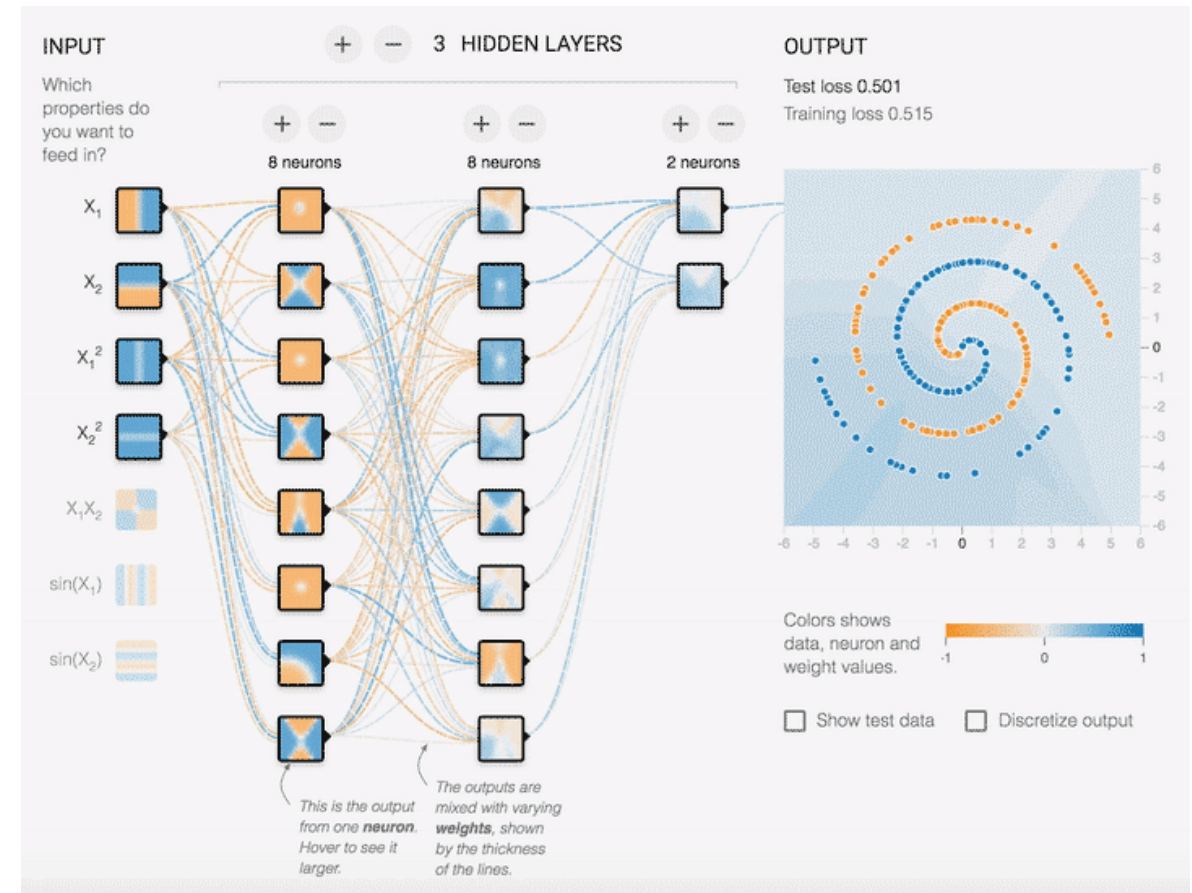 INPUT
+ − 3 HIDDEN LAYERS
OUTPUT
Which
properties do
you want to
feed in?
Test loss 0.501
Training loss 0.515
+ −
+ −
+ −
8 neurons
8 neurons
2 neurons
X₁
X₂
X₁²
X₂²
X₁X₂
sin(X₁)
sin(X₂)
6
5
4
3
2
1
0
-1
-2
-3
-4
-5
-6
-6 -5 -4 -3 -2 -1 0 1 2 3 4 5 6
This is the output
from one neuron.
Hover to see it
larger.
The outputs are
mixed with varying
weights, shown
by the thickness
of the lines.
Colors shows
data, neuron and
weight values.
-1 0 1
Show test data
Discretize output